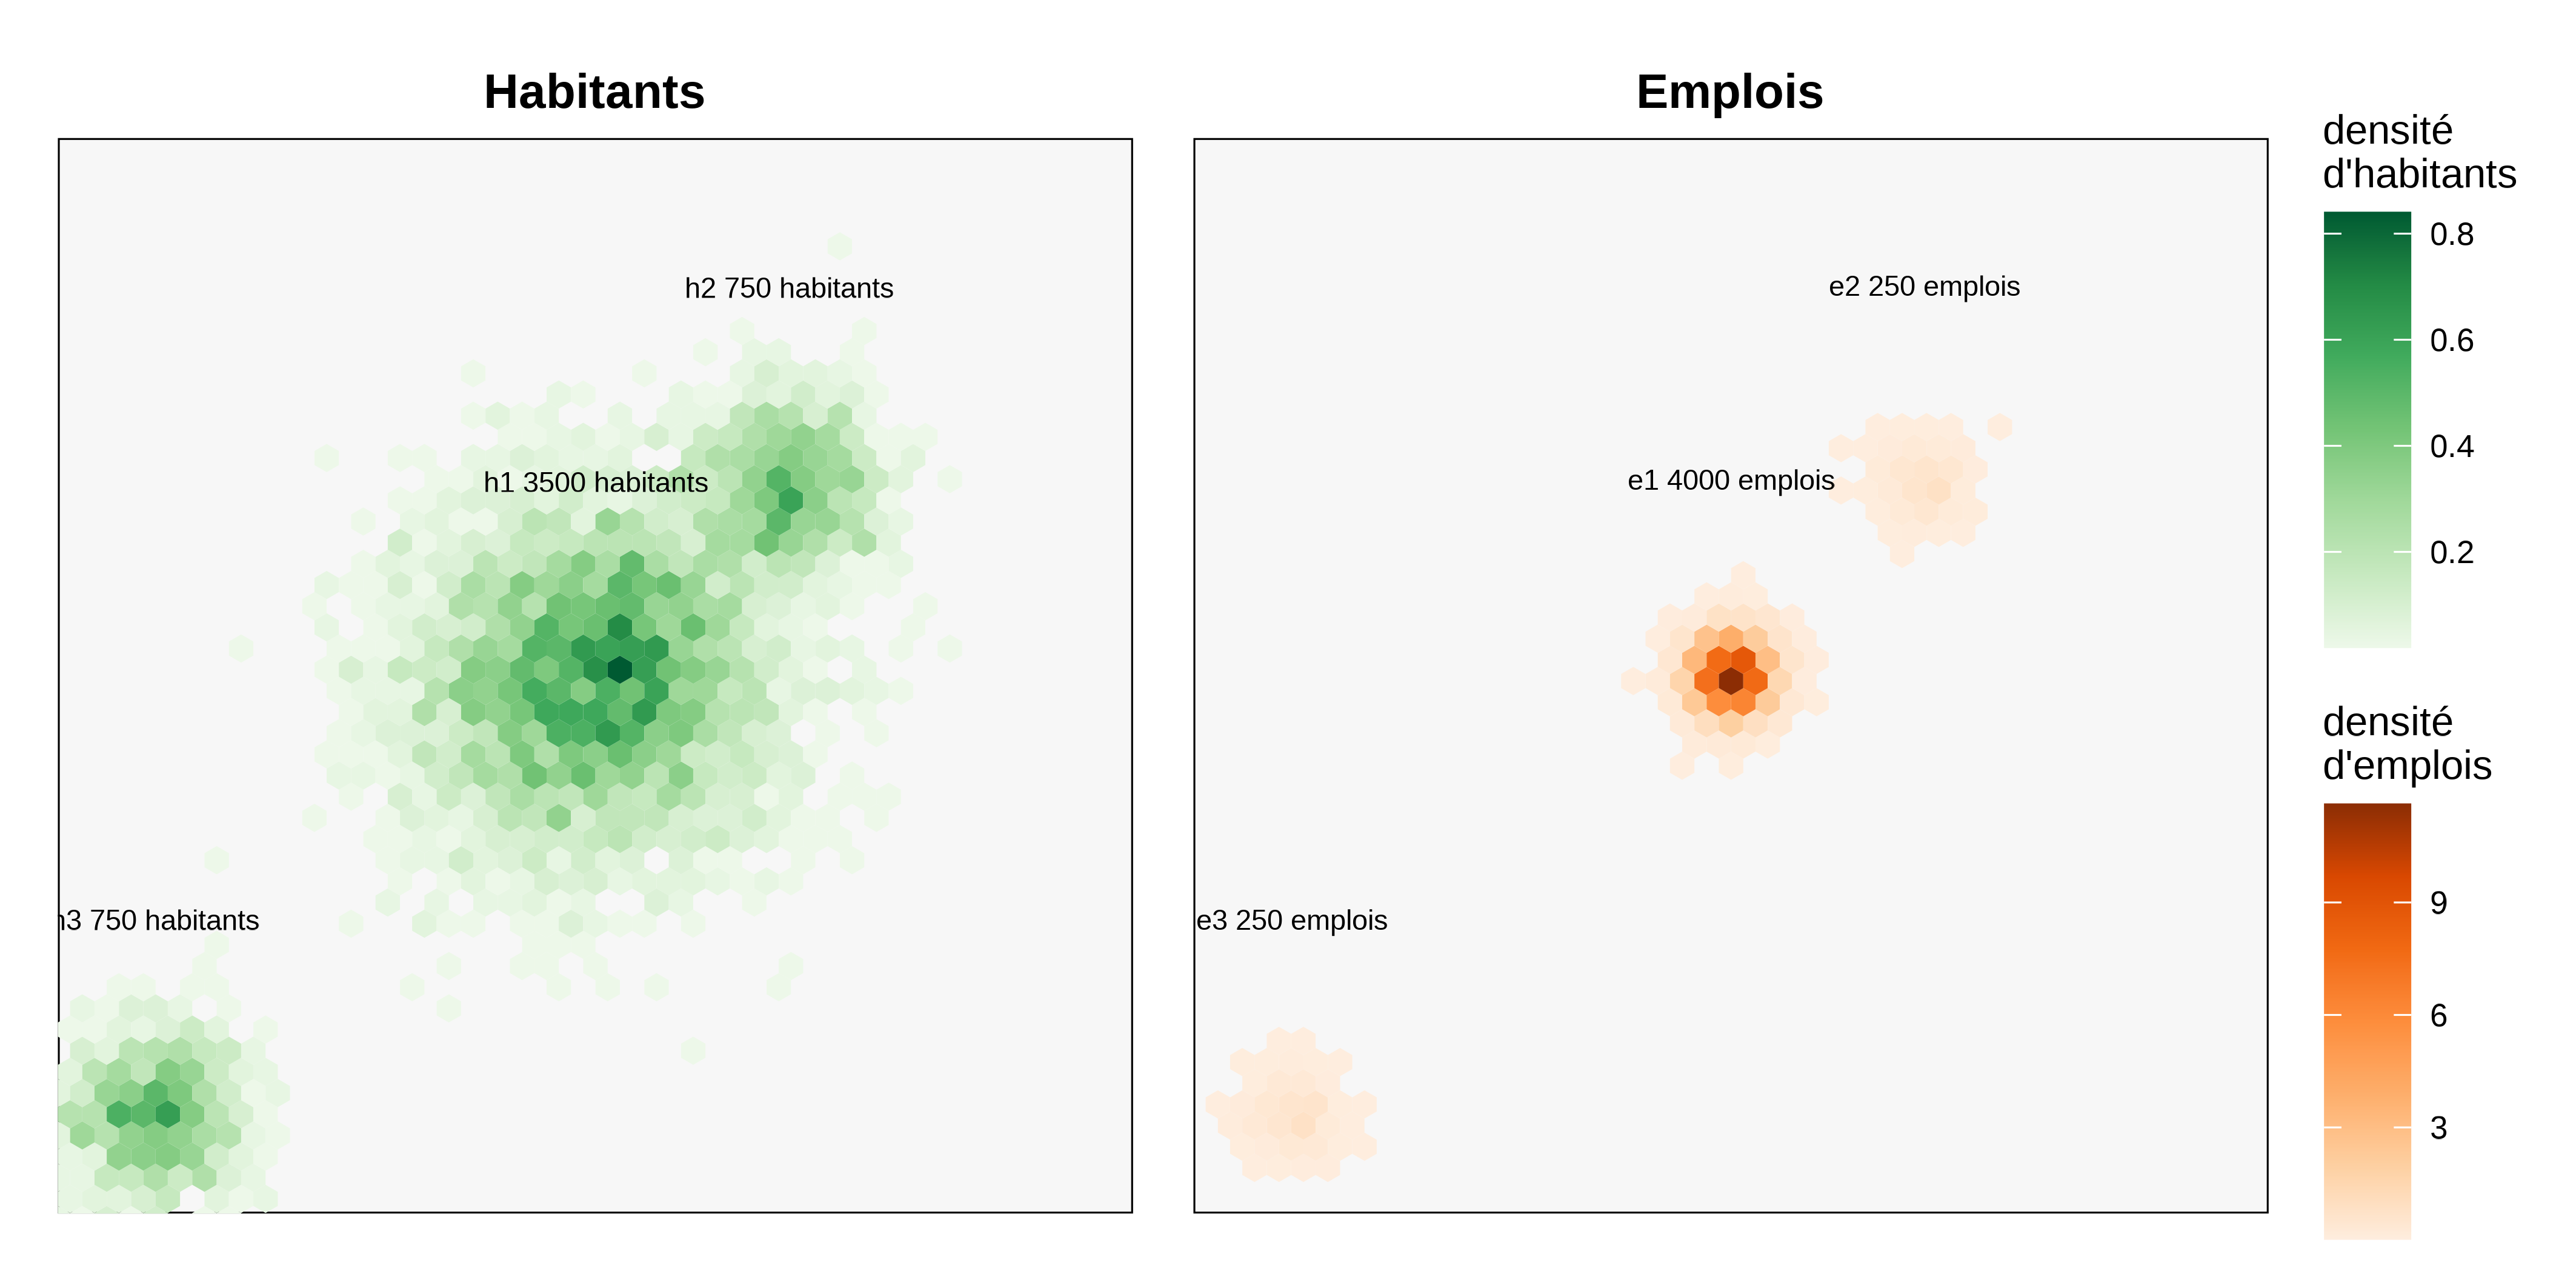 Habitants
h2 750 habitants
h1 3500 habitants
h3 750 habitants
Emplois
e2 250 emplois
e1 4000 emplois
e3 250 emplois
densité
d'habitants
0.8
0.6
0.4
0.2
densité
d'emplois
9
6
3